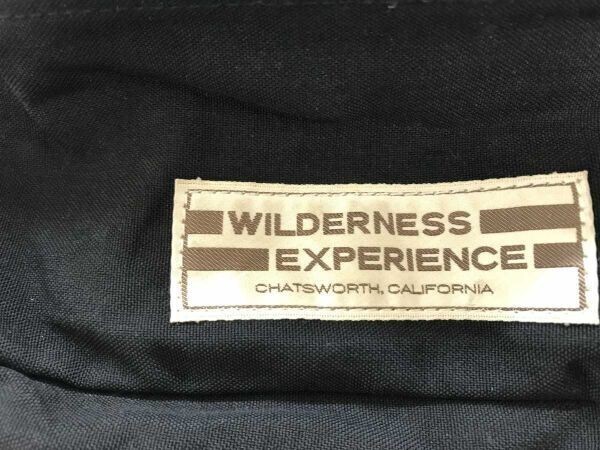 WILDERNESS
EXPERIENCE
CHATSWORTH, CALIFORNIA